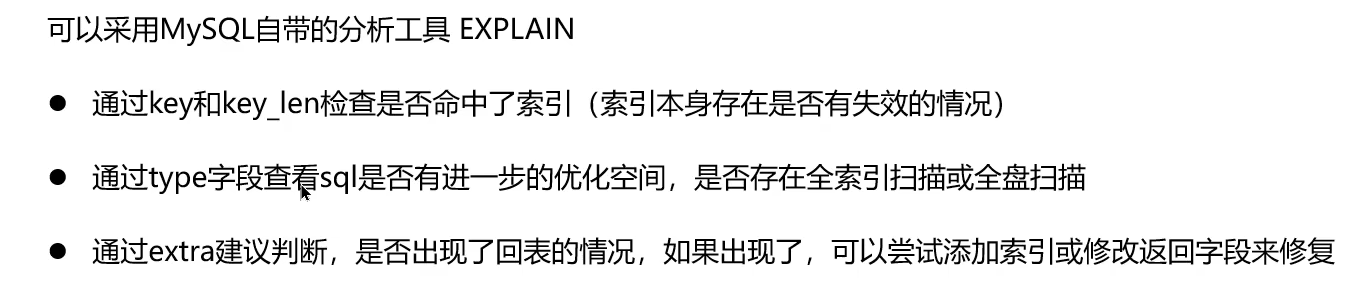 可以采用MySQL自带的分析工具 EXPLAIN
● 通过key和key_len检查是否命中了索引（索引本身存在是否有失效的情况）
● 通过type字段查看sql是否有进一步的优化空间，是否存在全索引扫描或全盘扫描
● 通过extra建议判断，是否出现了回表的情况，如果出现了，可以尝试添加索引或修改返回字段来修复